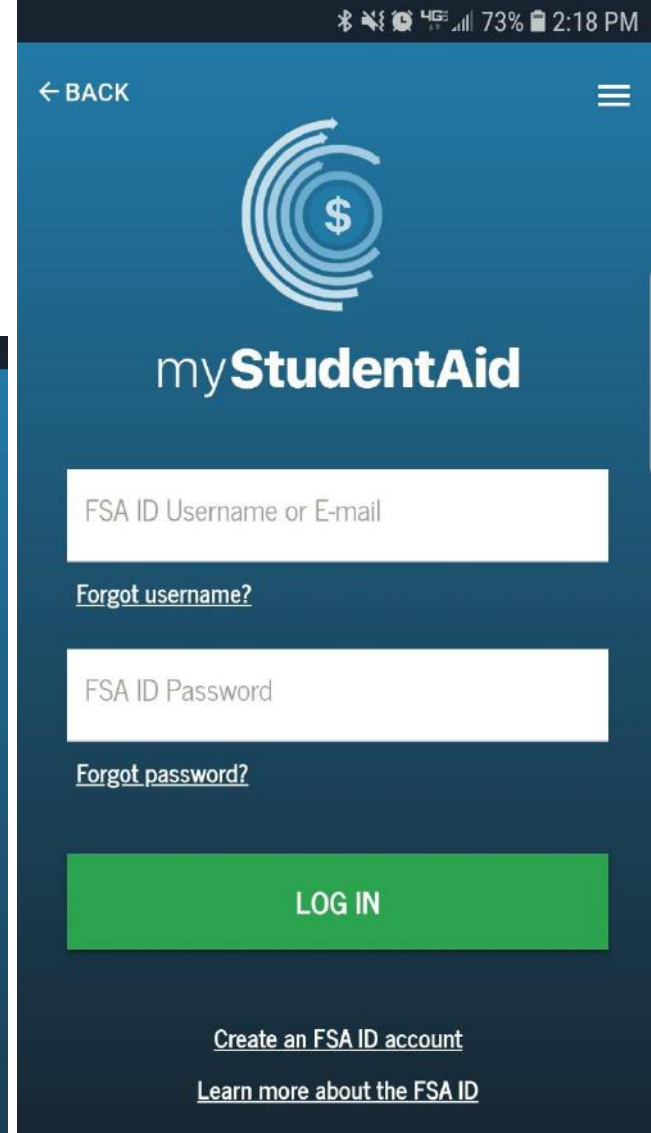 4GE 73% 2:18 PM
← BACK
$
myStudentAid
FSA ID Username or E-mail
Forgot username?
FSA ID Password
Forgot password?
LOG IN
Create an FSA ID account
Learn more about the FSA ID